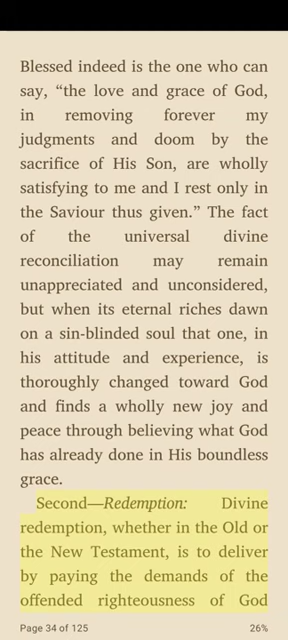 Blessed indeed is the one who can
say, “the love and grace of God,
in removing forever my
judgments and doom by the
sacrifice of His Son, are wholly
satisfying to me and I rest only in
the Saviour thus given.” The fact
of the universal divine
reconciliation may remain
unappreciated and unconsidered,
but when its eternal riches dawn
on a sin-blinded soul that one, in
his attitude and experience, is
thoroughly changed toward God
and finds a wholly new joy and
peace through believing what God
has already done in His boundless
grace.
Second—Redemption: Divine
redemption, whether in the Old or
the New Testament, is to deliver
by paying the demands of the
offended righteousness of God
Page 34 of 125 26%